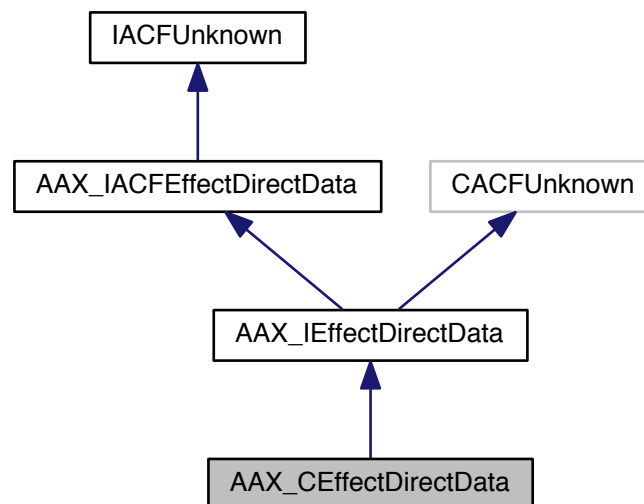 IACFUnknown
AAX_IACFEffectDirectData
CACFUnknown
AAX_IEffectDirectData
AAX_CEffectDirectData